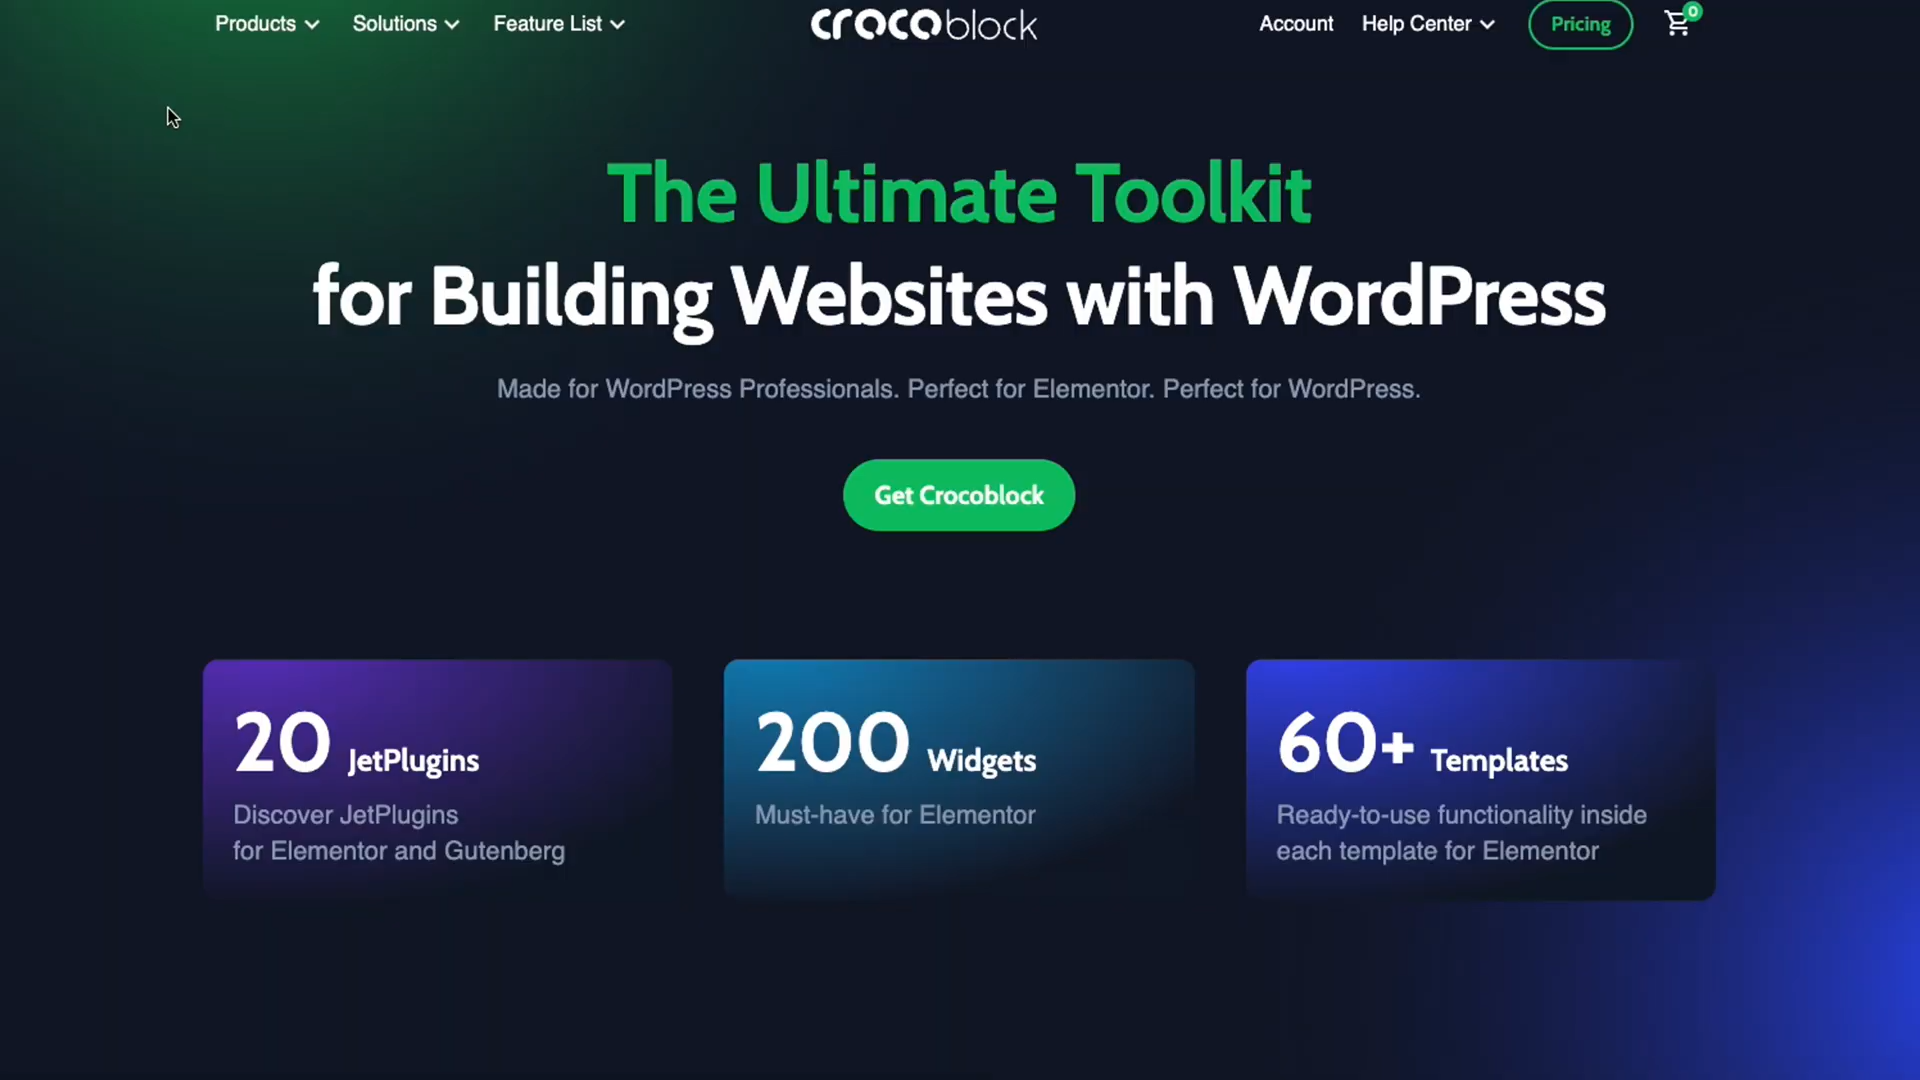 Products
Solutions
Feature List
crocoblock
Account
Help Center
Pricing
0
The Ultimate Toolkit
for Building Websites with WordPress
Made for WordPress Professionals. Perfect for Elementor. Perfect for WordPress.
Get Crocoblock
20 JetPlugins
Discover JetPlugins
for Elementor and Gutenberg
200 Widgets
Must-have for Elementor
60+ Templates
Ready-to-use functionality inside
each template for Elementor